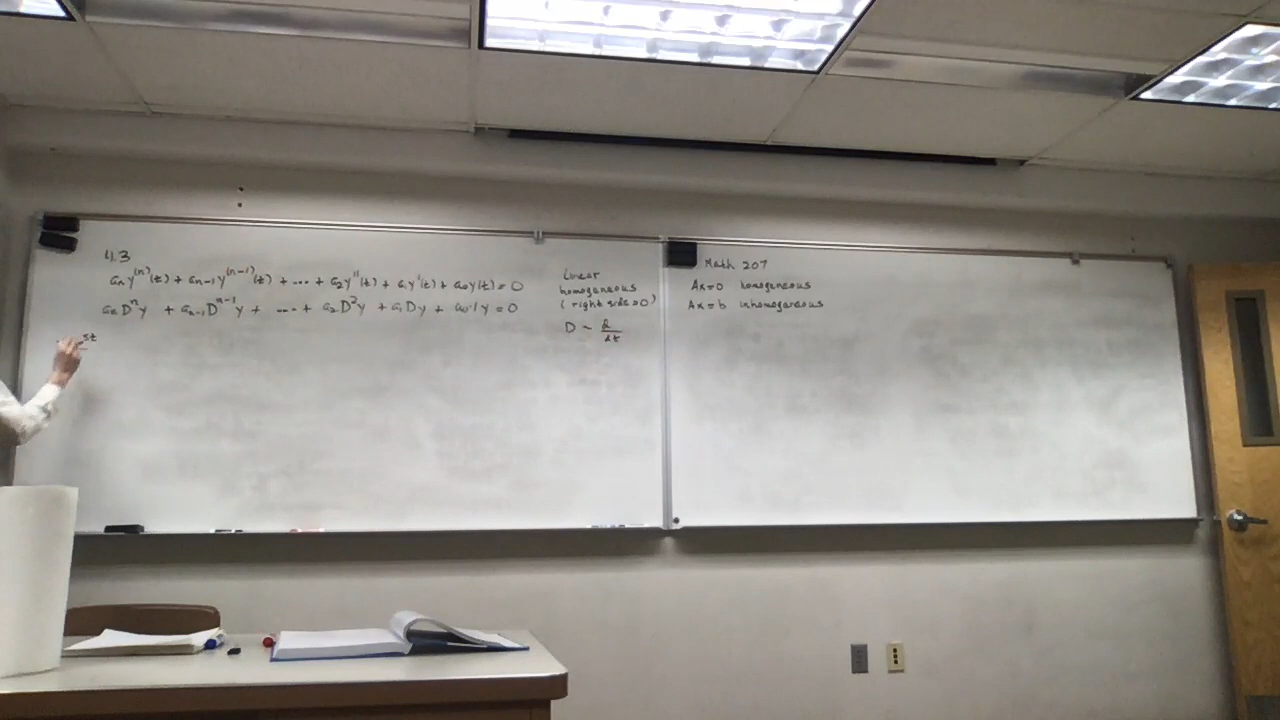 4.3
aₙy⁽ⁿ⁾(t) + aₙ₋₁y⁽ⁿ⁻¹⁾(t) + ... + a₂y''(t) + a₁y'(t) + a₀y(t) = 0
aₙDⁿy + aₙ₋₁Dⁿ⁻¹y + ... + a₂D²y + a₁Dy + a₀·1y = 0
st
Linear
homogeneous
(right side = 0)
D ~ d/dt
Math 207
Ax=0 homogeneous
Ax=b inhomogeneous